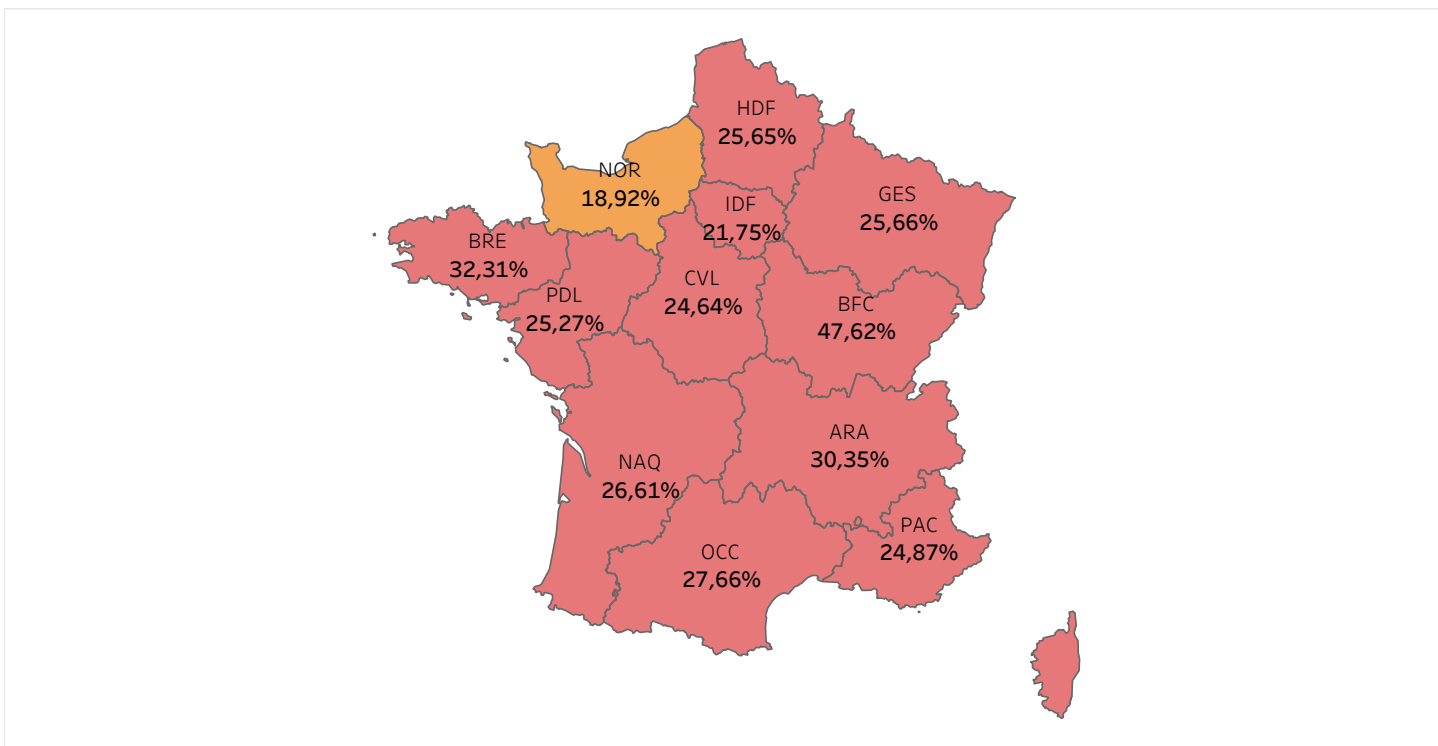 HDF
25,65%
NOR
18,92%
GES
25,66%
IDF
21,75%
BRE
32,31%
CVL
24,64%
PDL
25,27%
BFC
47,62%
ARA
30,35%
NAQ
26,61%
PAC
24,87%
OCC
27,66%